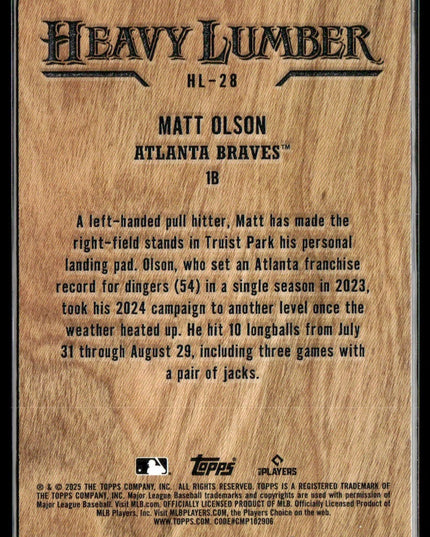 HEAVY LUMBER
HL-28
MATT OLSON
ATLANTA BRAVES™
1B
A left-handed pull hitter, Matt has made the
right-field stands in Truist Park his personal
landing pad. Olson, who set an Atlanta franchise
record for dingers (54) in a single season in 2023,
took his 2024 campaign to another level once the
weather heated up. He hit 10 longballs from July
31 through August 29, including three games with
a pair of jacks.
Topps PLAYERS
® & © 2025 THE TOPPS COMPANY, INC. ALL RIGHTS RESERVED. TOPPS IS A REGISTERED TRADEMARK OF
THE TOPPS COMPANY, INC. Major League Baseball trademarks and copyrights are used with permission of
Major League Baseball. Visit MLB.com. OFFICIALLY LICENSED PRODUCT OF MLB. Officially Licensed Product of
MLB Players, Inc. Visit MLBPLAYERS.com, the Players Choice on the web.
WWW.TOPPS.COM. CODE#CMP182906